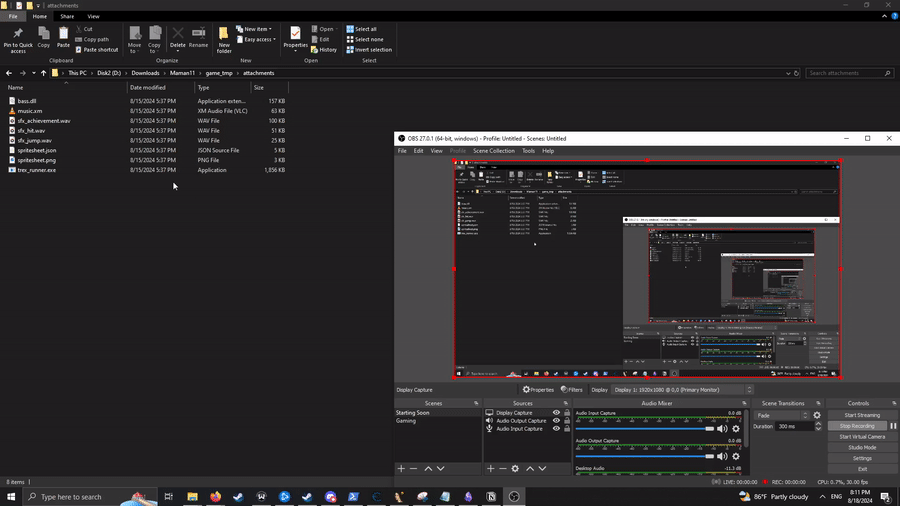 attachments
File Home Share View
Pin to Quick Access
Copy
Paste
Cut
Copy path
Paste shortcut
Clipboard
Move to
Copy to
Delete
Rename
Organize
New folder
New item
Easy access
New
Properties
Open
Edit
History
Open
Select all
Select none
Invert selection
Select
This PC Disk2 (D:) Downloads Maman11 game_tmp attachments
Search attachments
Name Date modified Type Size
bass.dll 8/15/2024 5:37 PM Application exten... 157 KB
music.xm 8/15/2024 5:37 PM XM Audio File (VLC) 63 KB
sfx_achievement.wav 8/15/2024 5:37 PM WAV File 100 KB
sfx_hit.wav 8/15/2024 5:37 PM WAV File 51 KB
sfx_jump.wav 8/15/2024 5:37 PM WAV File 25 KB
spritesheet.json 8/15/2024 5:37 PM JSON Source File 5 KB
spritesheet.png 8/15/2024 5:37 PM PNG File 3 KB
trex_runner.exe 8/15/2024 5:37 PM Application 1,856 KB
OBS 27.0.1 (64-bit, windows) - Profile: Untitled - Scenes: Untitled
File Edit View Profile Scene Collection Tools Help
Display Capture
Properties
Filters
Display
Display 1: 1920x1080 @ 0,0 (Primary Monitor)
Scenes
Starting Soon
Gaming
Sources
Display Capture
Audio Output Capture
Audio Input Capture
Audio Mixer
Audio Input Capture 0.0 dB
Audio Output Capture 0.0 dB
Desktop Audio -11.3 dB
Scene Transitions
Fade
Duration 300 ms
Controls
Start Streaming
Stop Recording
Start Virtual Camera
Studio Mode
Settings
Exit
LIVE: 00:00:00 REC: 00:00:00 CPU: 0.7%, 30.00 fps
8 items
Type here to search
86°F Partly cloudy
ENG
8:11 PM
8/18/2024